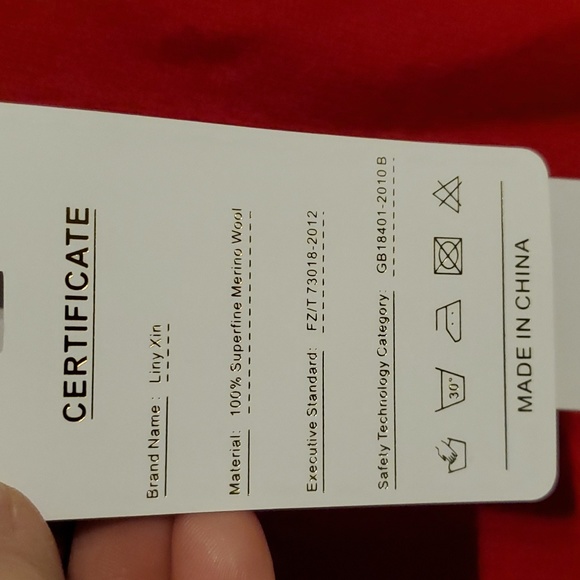 CERTIFICATE
Brand Name: Liny Xin
Material: 100% Superfine Merino Wool
Executive Standard: FZ/T 73018-2012
Safety Technology Category: GB18401-2010 B
30°
MADE IN CHINA